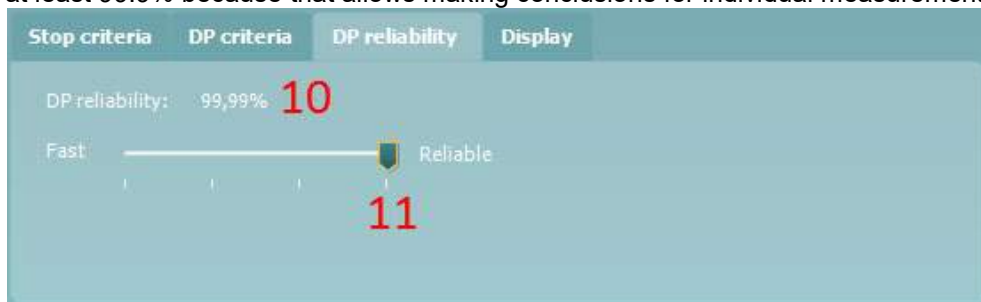 Stop criteria DP criteria DP reliability Display
DP reliability: 99,99% 10
Fast Reliable
11